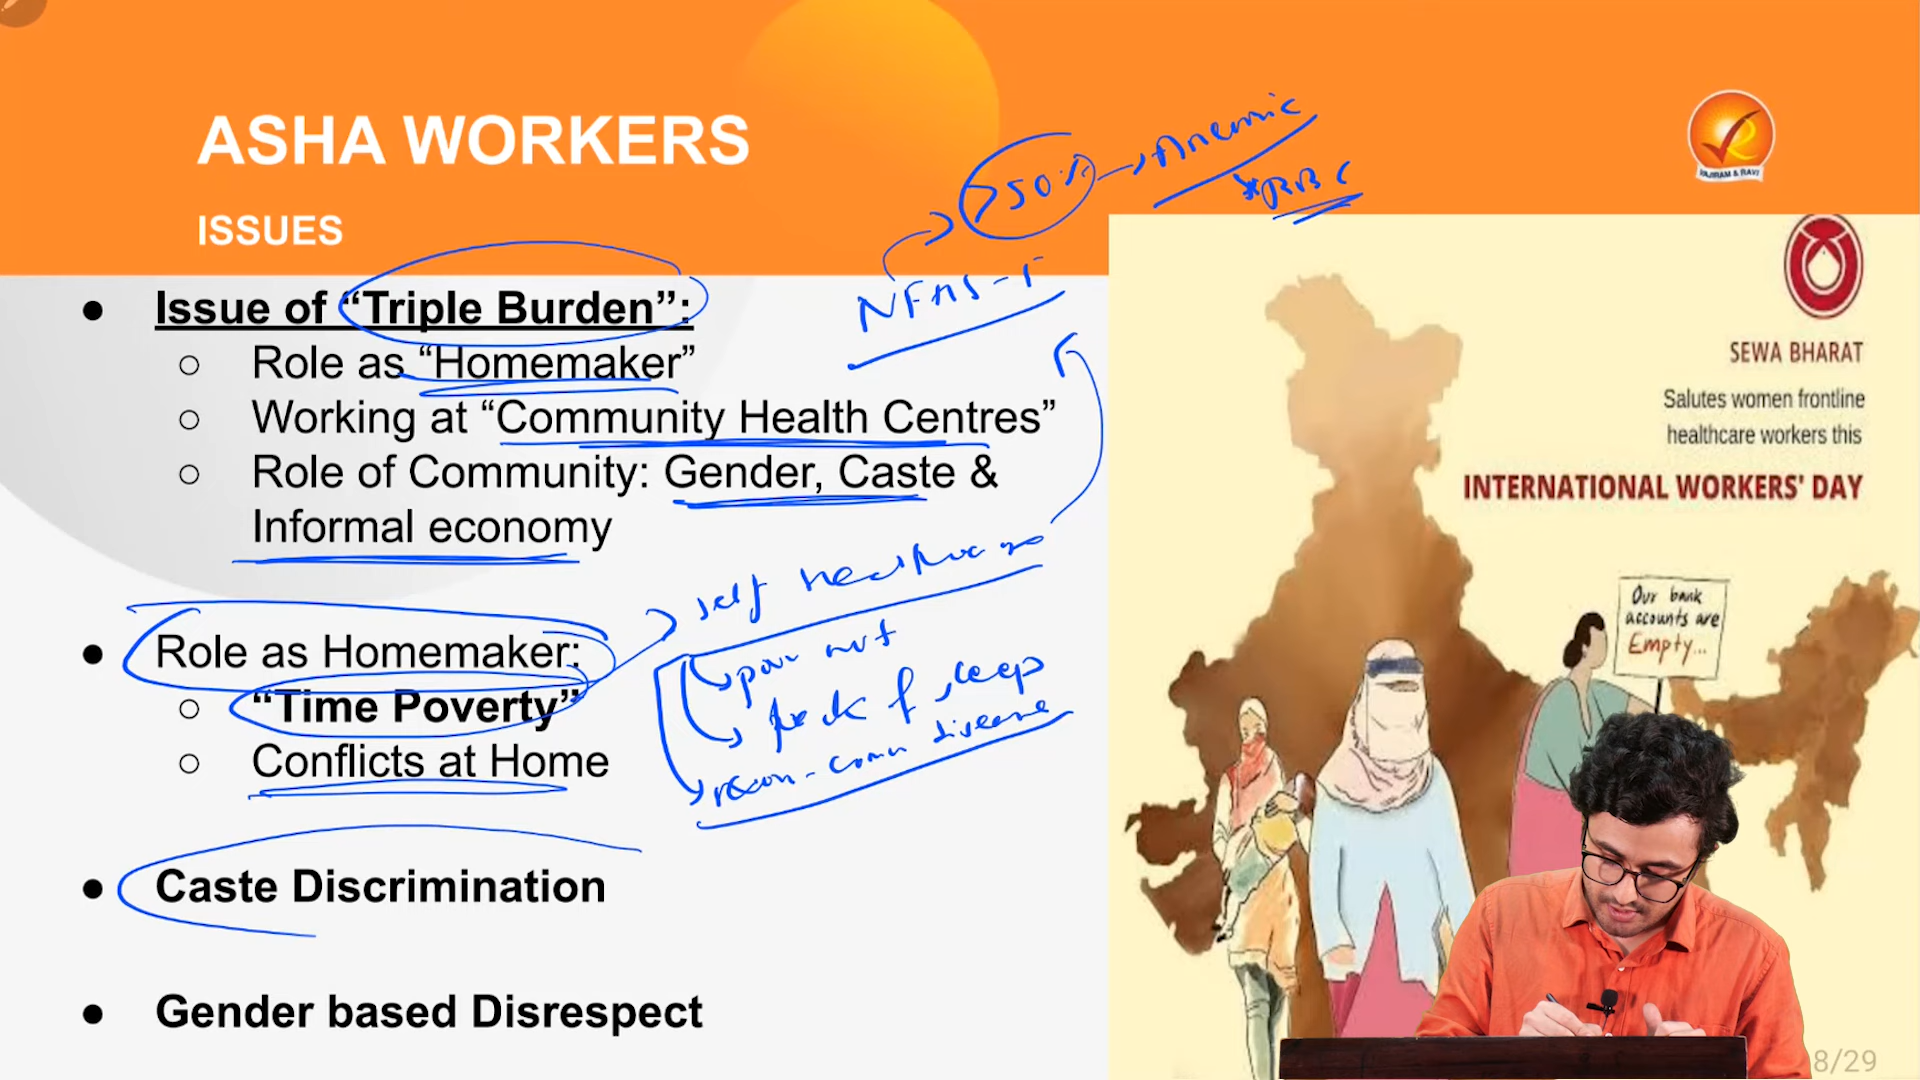 ASHA WORKERS
ISSUES
VAJIRAM & RAVI
>50% → Anemic
RBC
NFHS-5
● Issue of “Triple Burden”:
○ Role as “Homemaker”
○ Working at “Community Health Centres”
○ Role of Community: Gender, Caste &
Informal economy
● Role as Homemaker:
○ “Time Poverty”
○ Conflicts at Home
self healthcare
poor nut
lack of sleep
non-comm disease
● Caste Discrimination
● Gender based Disrespect
SEWA BHARAT
Salutes women frontline
healthcare workers this
INTERNATIONAL WORKERS' DAY
Our bank
accounts are
Empty...
8/29